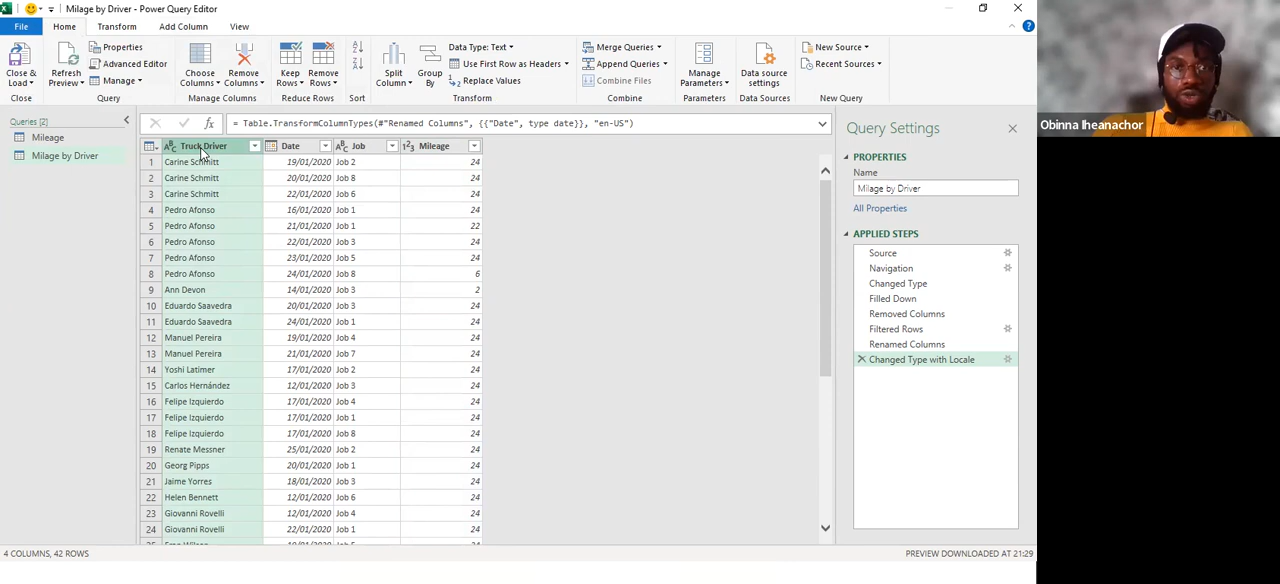 Milage by Driver - Power Query Editor
File Home Transform Add Column View
Close & Load
Close
Refresh Preview
Properties
Advanced Editor
Manage
Query
Choose Columns
Remove Columns
Manage Columns
Keep Rows
Remove Rows
Reduce Rows
Sort
Split Column
Group By
Data Type: Text
Use First Row as Headers
Replace Values
Transform
Merge Queries
Append Queries
Combine Files
Combine
Manage Parameters
Parameters
Data source settings
Data Sources
New Source
Recent Sources
New Query
Obinna Iheanachor
Queries [2]
Mileage
Milage by Driver
= Table.TransformColumnTypes(#"Renamed Columns", {{"Date", type date}}, "en-US")
Truck Driver Date Job Mileage
1 Carine Schmitt 19/01/2020 Job 2 24
2 Carine Schmitt 20/01/2020 Job 8 24
3 Carine Schmitt 22/01/2020 Job 6 24
4 Pedro Afonso 16/01/2020 Job 1 24
5 Pedro Afonso 21/01/2020 Job 1 22
6 Pedro Afonso 22/01/2020 Job 3 24
7 Pedro Afonso 23/01/2020 Job 5 24
8 Pedro Afonso 24/01/2020 Job 8 6
9 Ann Devon 14/01/2020 Job 3 2
10 Eduardo Saavedra 20/01/2020 Job 3 24
11 Eduardo Saavedra 24/01/2020 Job 1 24
12 Manuel Pereira 19/01/2020 Job 4 24
13 Manuel Pereira 21/01/2020 Job 7 24
14 Yoshi Latimer 17/01/2020 Job 2 24
15 Carlos Hernández 12/01/2020 Job 3 24
16 Felipe Izquierdo 17/01/2020 Job 4 24
17 Felipe Izquierdo 17/01/2020 Job 1 24
18 Felipe Izquierdo 17/01/2020 Job 8 24
19 Renate Messner 25/01/2020 Job 2 24
20 Georg Pipps 20/01/2020 Job 1 24
21 Jaime Yorres 21/01/2020 Job 3 24
22 Helen Bennett 12/01/2020 Job 6 24
23 Giovanni Rovelli 12/01/2020 Job 4 24
24 Giovanni Rovelli 22/01/2020 Job 1 24
Query Settings
PROPERTIES
Name
Milage by Driver
All Properties
APPLIED STEPS
Source
Navigation
Changed Type
Filled Down
Removed Columns
Filtered Rows
Renamed Columns
Changed Type with Locale
4 COLUMNS, 42 ROWS
PREVIEW DOWNLOADED AT 21:29